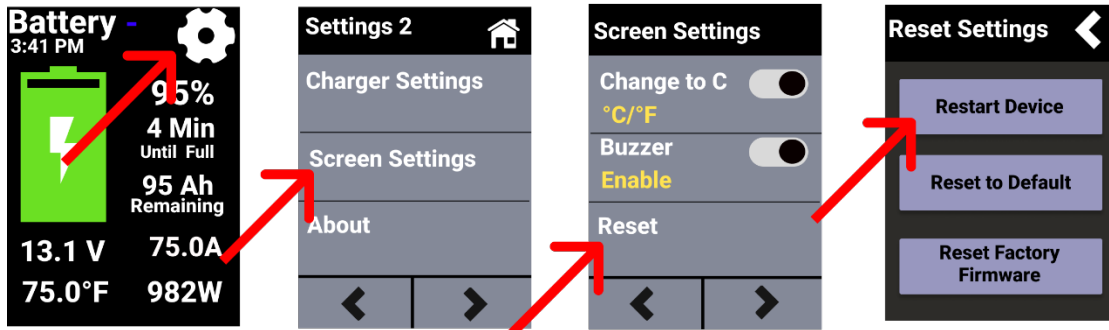 Battery -
3:41 PM
95%
4 Min
Until Full
95 Ah
Remaining
13.1 V
75.0A
75.0°F
982W
Settings 2
Charger Settings
Screen Settings
About
Screen Settings
Change to C
°C/°F
Buzzer
Enable
Reset
Reset Settings
Restart Device
Reset to Default
Reset Factory
Firmware